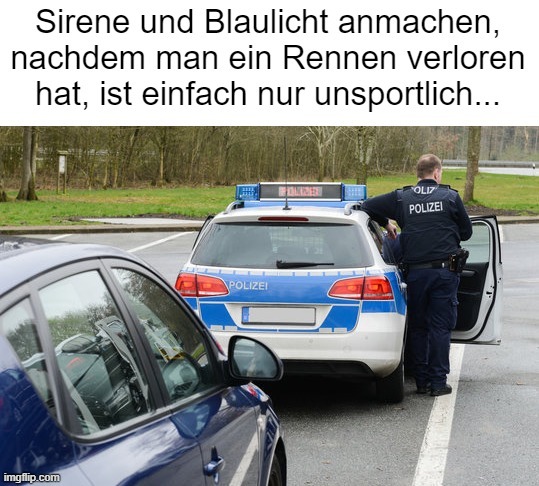 Sirene und Blaulicht anmachen,
nachdem man ein Rennen verloren
hat, ist einfach nur unsportlich...
POLIZEI
POLIZEI
POLIZEI
imgflip.com